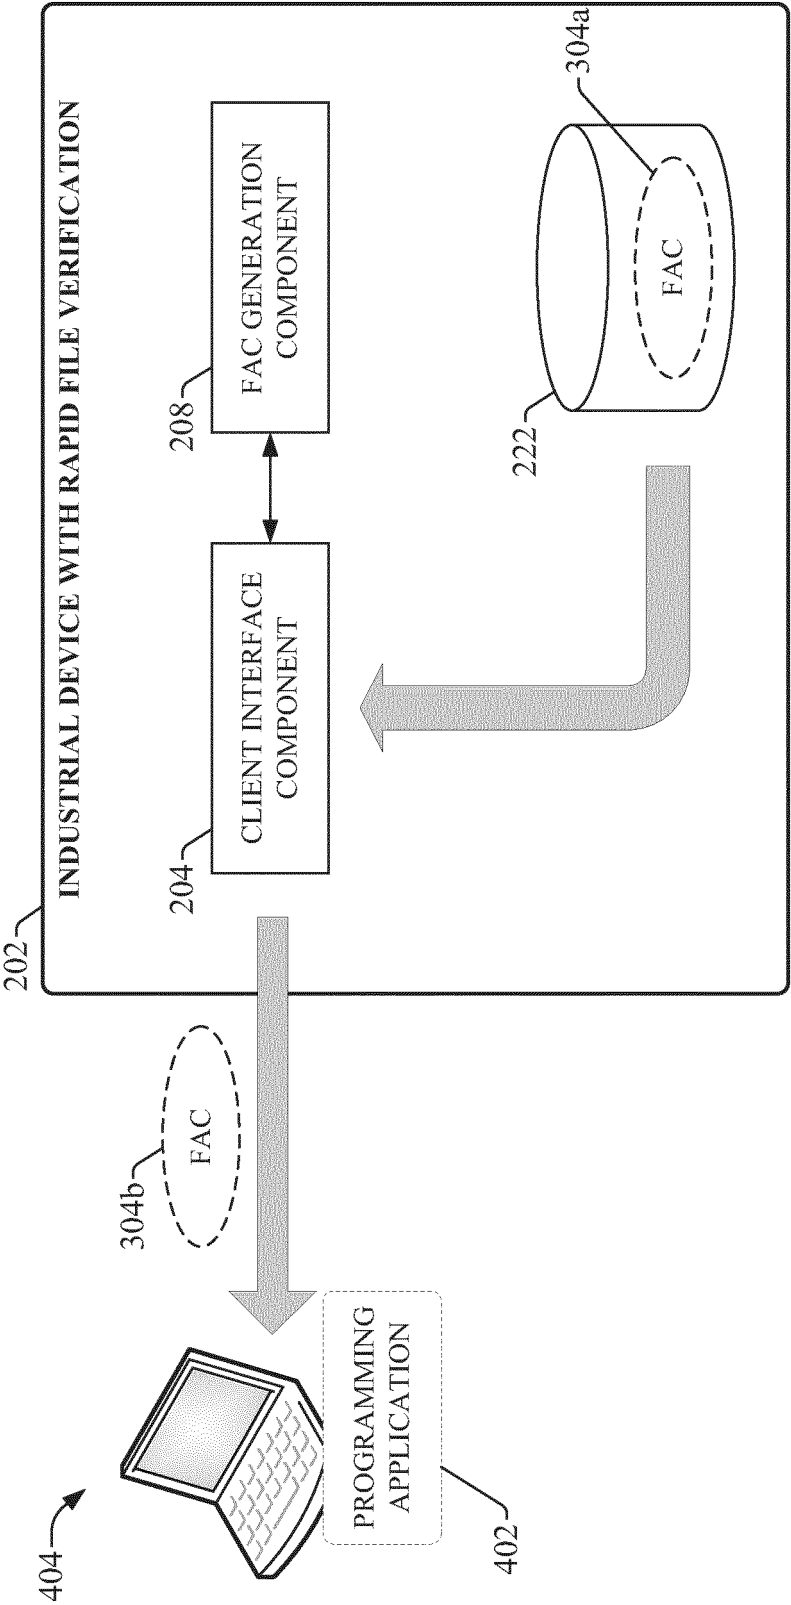 202
INDUSTRIAL DEVICE WITH RAPID FILE VERIFICATION
404
304b
FAC
204
CLIENT INTERFACE
COMPONENT
208
FAC GENERATION
COMPONENT
PROGRAMMING
APPLICATION
402
222
FAC
304a